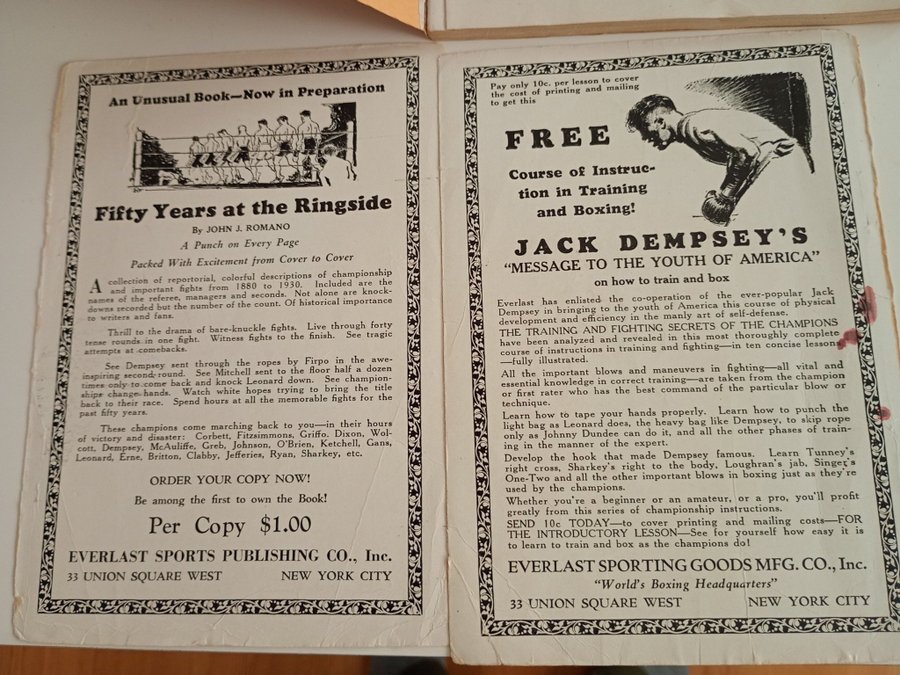 An Unusual Book—Now in Preparation
Fifty Years at the Ringside
By JOHN J. ROMANO
A Punch on Every Page
Packed With Excitement from Cover to Cover
A collection of reportorial, colorful descriptions of championship
and important fights from 1880 to 1930. Included are the
names of the referee, managers and seconds. Not alone are knock-
downs recorded but the number of the count. Of historical importance
to writers and fans.
Thrill to the drama of bare-knuckle fights. Live through forty
tense rounds in one fight. Witness fights to the finish. See tragic
attempts at comebacks.
See Dempsey sent through the ropes by Firpo in the awe-
inspiring second round. See Mitchell sent to the floor half a dozen
times only to come back and knock Leonard down. See champion-
ships change hands. Watch white hopes trying to bring the title
back to their race. Spend hours at all the memorable fights for the
past fifty years.
These champions come marching back to you—in their hours
of victory and disaster: Corbett, Fitzsimmons, Griffo, Dixon, Wol-
cott, Dempsey, McAuliffe, Greb, Johnson, O'Brien, Ketchell, Gans,
Leonard, Erne, Britton, Clabby, Jefferies, Ryan, Sharkey, etc.
ORDER YOUR COPY NOW!
Be among the first to own the Book!
Per Copy $1.00
EVERLAST SPORTS PUBLISHING CO., Inc.
33 UNION SQUARE WEST NEW YORK CITY
Pay only 10c. per lesson to cover
the cost of printing and mailing
to get this
FREE
Course of Instruc-
tion in Training
and Boxing!
JACK DEMPSEY'S
"MESSAGE TO THE YOUTH OF AMERICA"
on how to train and box
Everlast has enlisted the co-operation of the ever-popular Jack
Dempsey in bringing to the youth of America this course of physical
development and efficiency in the manly art of self-defense.
THE TRAINING AND FIGHTING SECRETS OF THE CHAMPIONS
have been analyzed and revealed in this most thoroughly complete
course of instructions in training and fighting—in ten concise lessons
—fully illustrated.
All the important blows and maneuvers in fighting—all vital and
essential knowledge in correct training—are taken from the champion
or first rater who has the best command of the particular blow or
technique.
Learn how to tape your hands properly. Learn how to punch the
light bag as Leonard does, the heavy bag like Dempsey, to skip rope
only as Johnny Dundee can do it, and all the other phases of train-
ing in the manner of the expert.
Develop the hook that made Dempsey famous. Learn Tunney's
right cross, Sharkey's right to the body, Loughran's jab, Singer's
One-Two and all the other important blows in boxing just as they're
used by the champions.
Whether you're a beginner or an amateur, or a pro, you'll profit
greatly from this series of championship instructions.
SEND 10c TODAY—to cover printing and mailing costs—FOR
THE INTRODUCTORY LESSON—See for yourself how easy it is
to learn to train and box as the champions do!
EVERLAST SPORTING GOODS MFG. CO., Inc.
"World's Boxing Headquarters"
33 UNION SQUARE WEST NEW YORK CITY